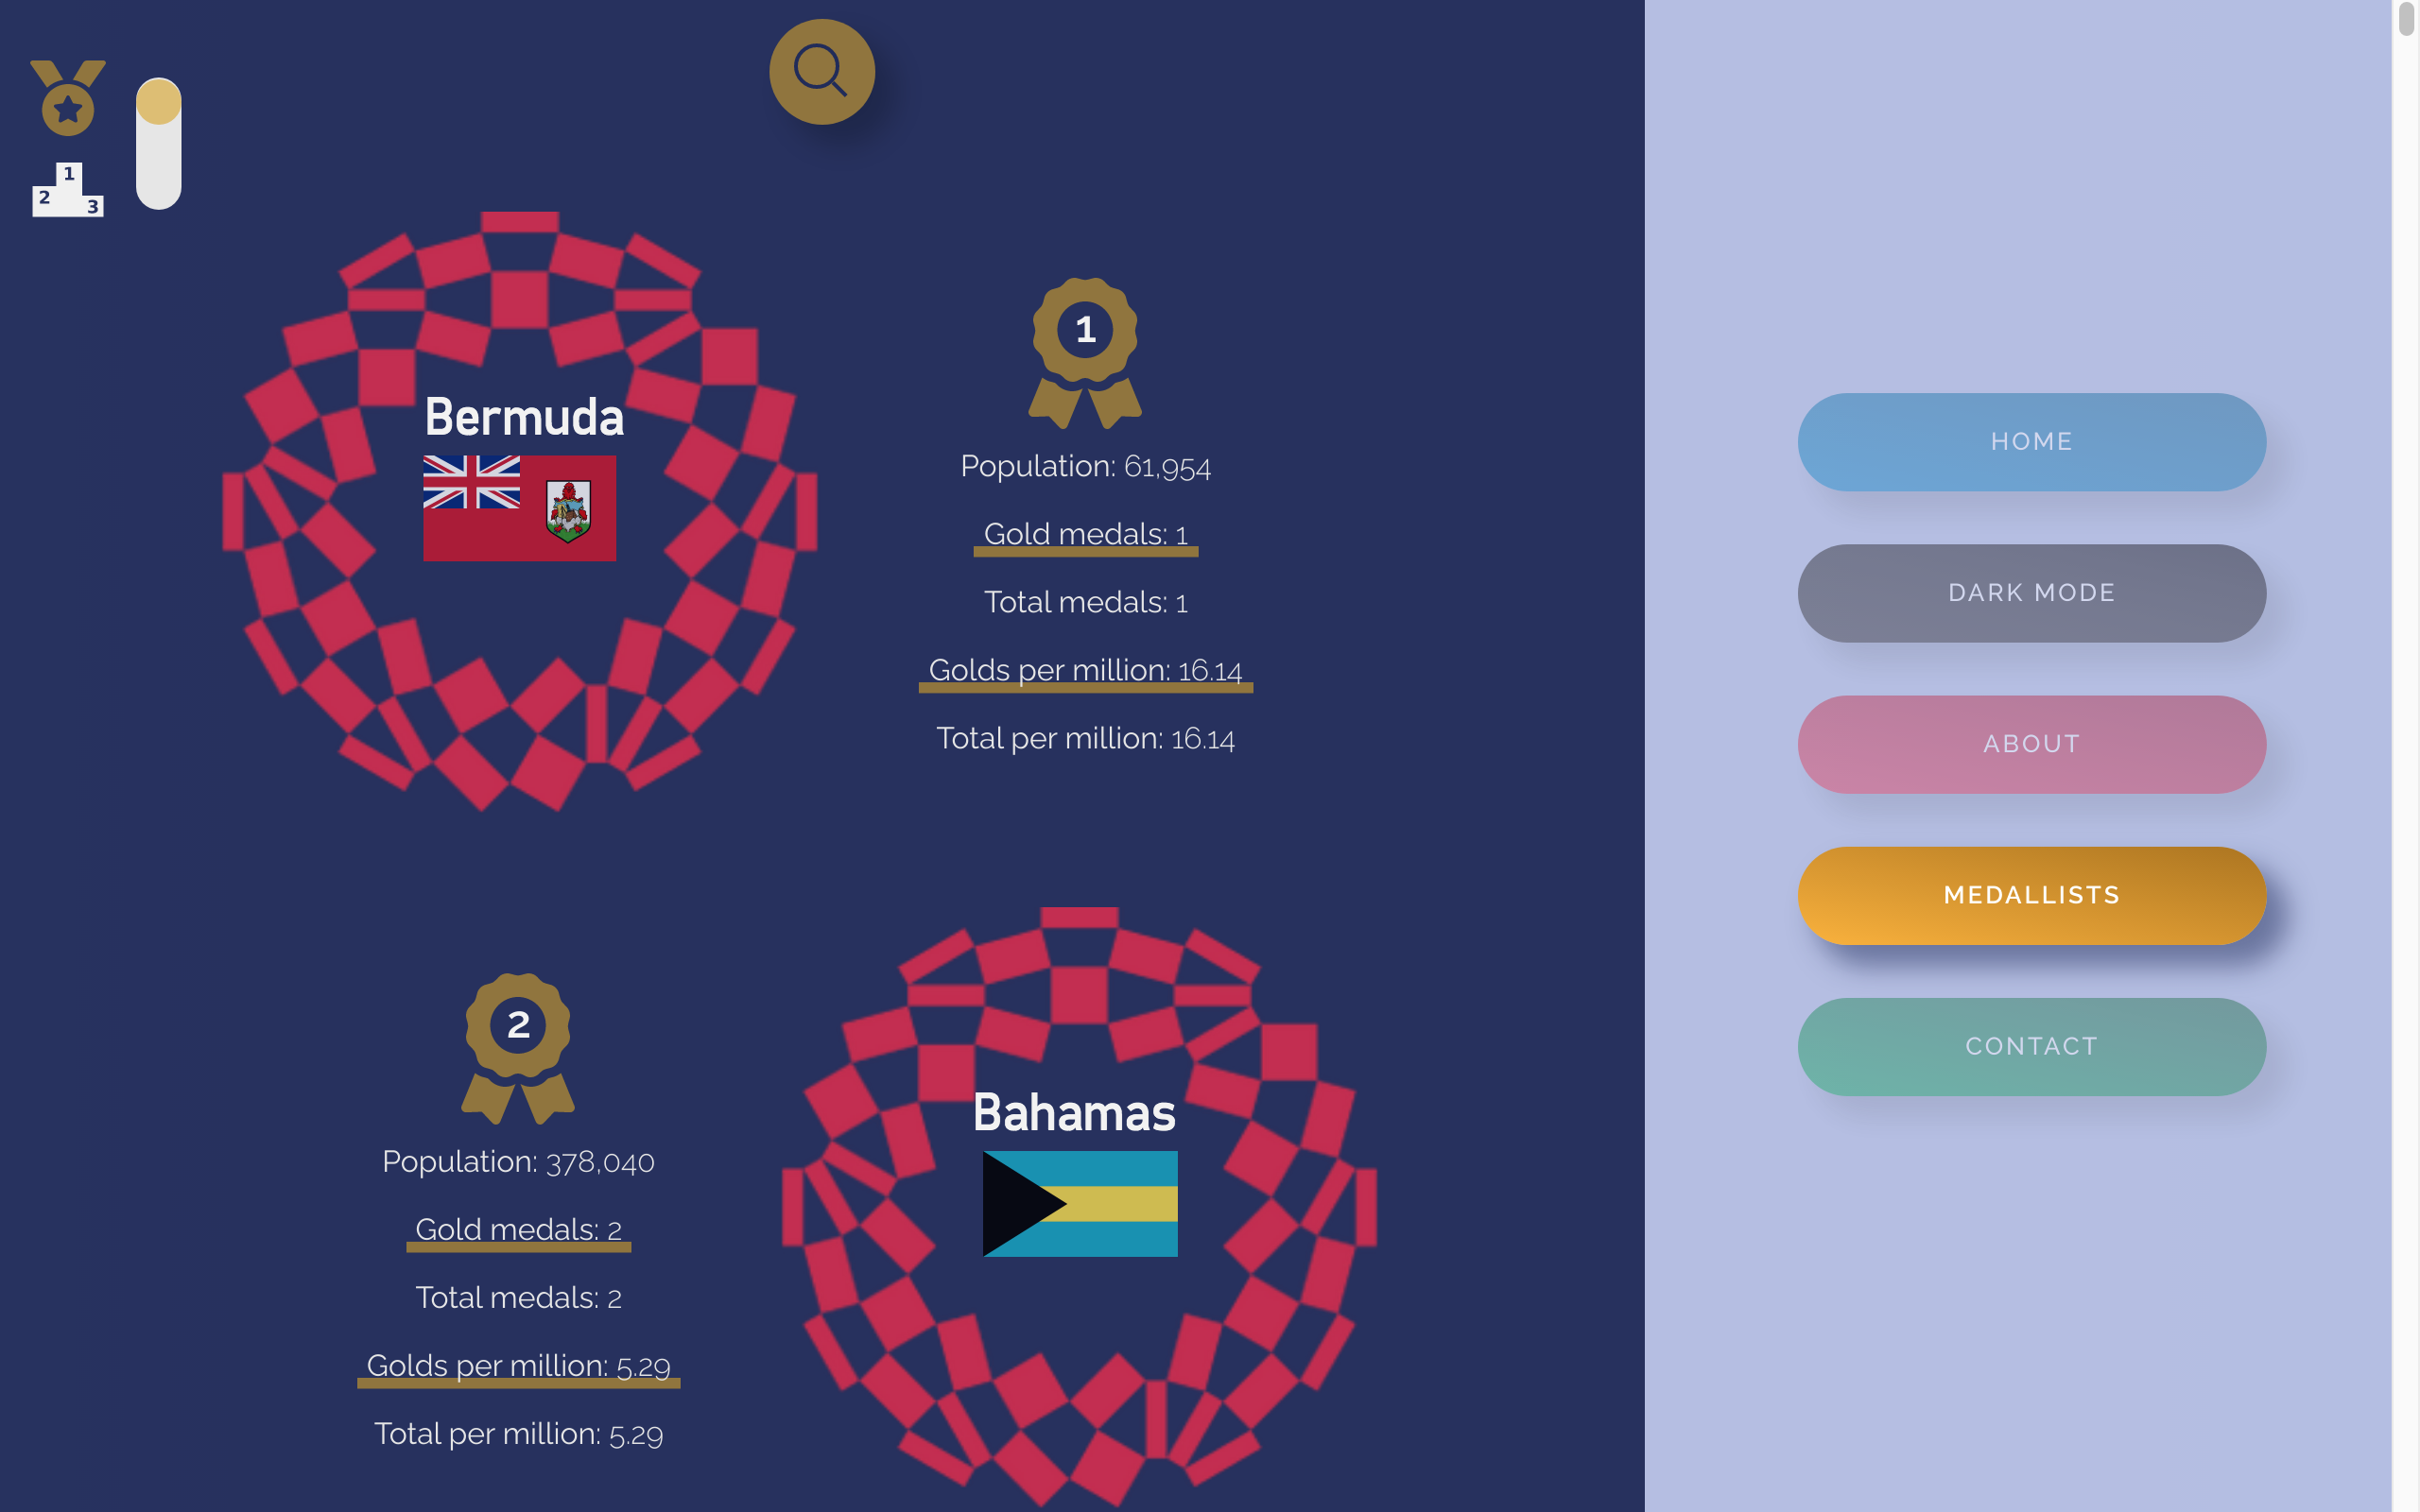 1
2
3
Bermuda
1
Population: 61,954
Gold medals: 1
Total medals: 1
Golds per million: 16.14
Total per million: 16.14
2
Population: 378,040
Gold medals: 2
Total medals: 2
Golds per million: 5.29
Total per million: 5.29
Bahamas
HOME
DARK MODE
ABOUT
MEDALLISTS
CONTACT